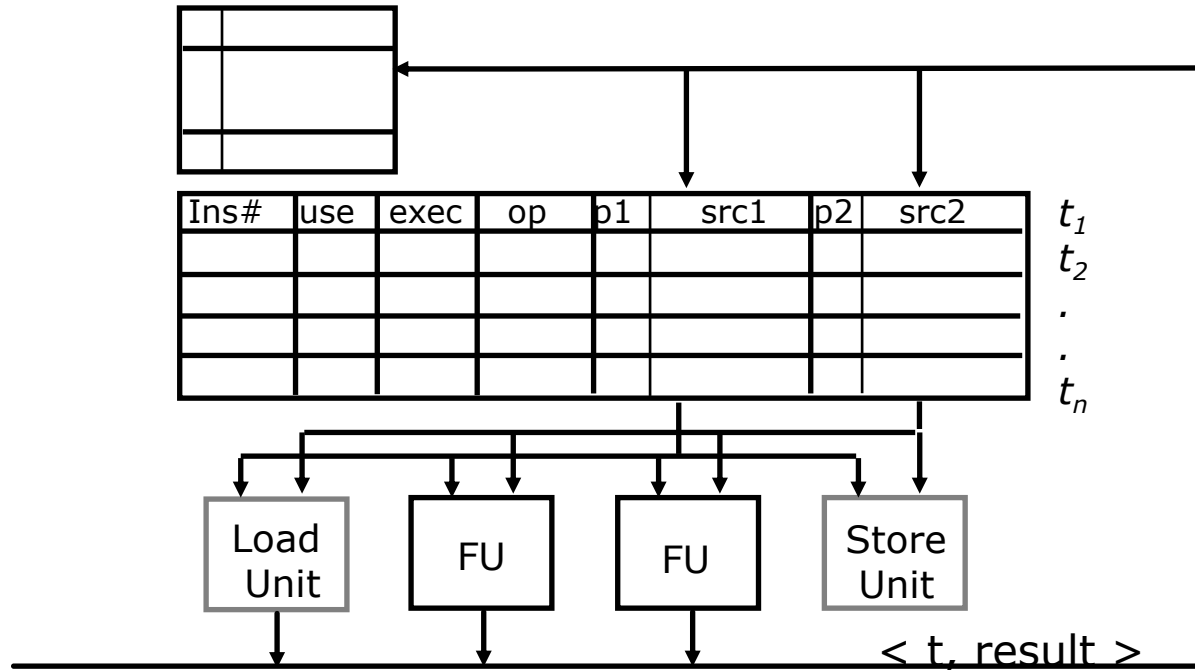 Ins# use exec op p1 src1 p2 src2
t1
t2
.
.
tn
Load Unit
FU
FU
Store Unit
< t, result >